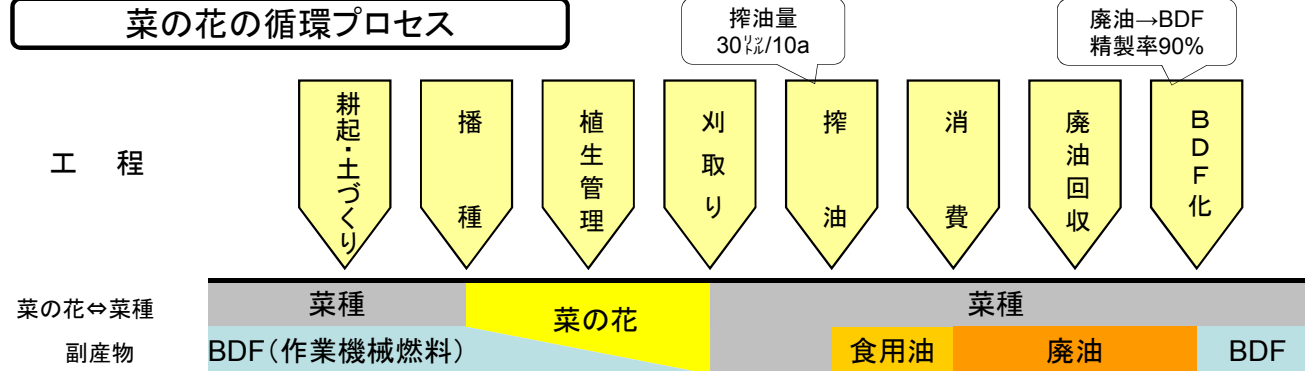 菜の花の循環プロセス
搾油量
30㍑/10a
廃油→BDF
精製率90%
工程
耕起・土づくり
播種
植生管理
刈取り
搾油
消費
廃油回収
BDF化
菜の花⇔菜種
菜種
菜の花
菜種
副産物
BDF(作業機械燃料)
食用油
廃油
BDF